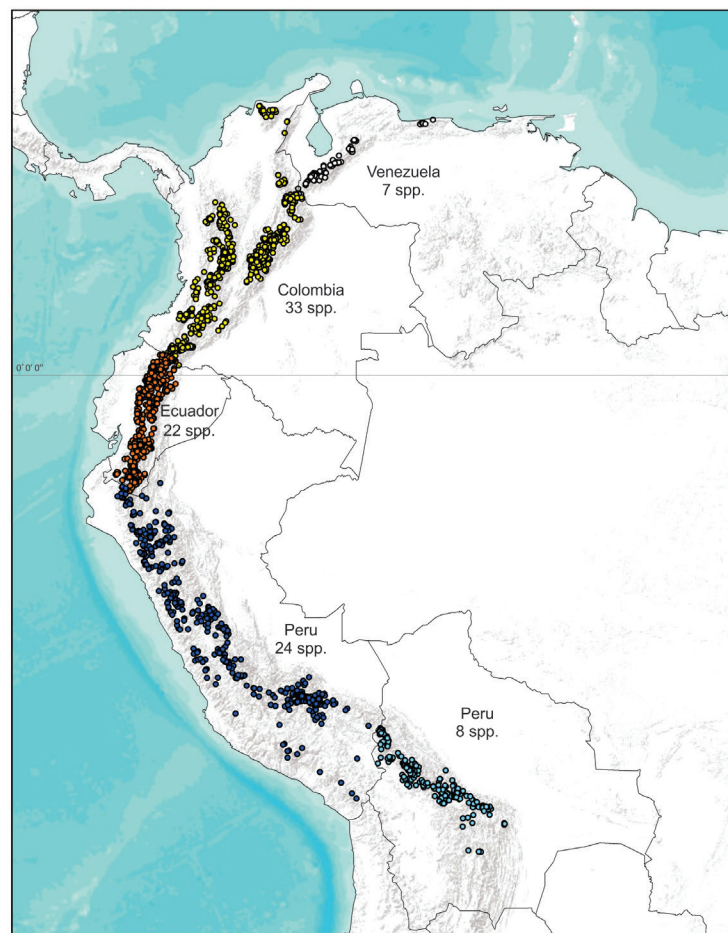 Venezuela
7 spp.
Colombia
33 spp.
0°0'0"
Ecuador
22 spp.
Peru
24 spp.
Peru
8 spp.